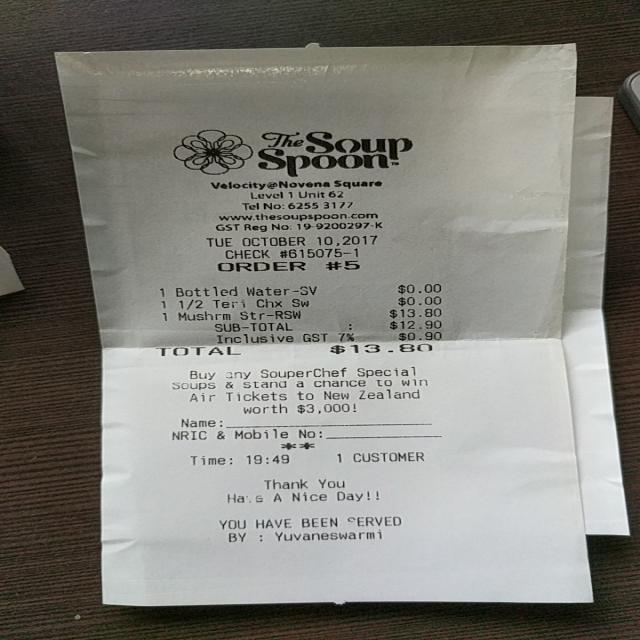 The Soup
Spoon™
Velocity@Novena Square
Level 1 Unit 62
Tel No: 6255 3177
www.thesoupspoon.com
GST Reg No: 19-9200297-K
TUE OCTOBER 10,2017
CHECK #615075-1
ORDER #5
1 Bottled Water-SV $0.00
1 1/2 Teri Chx Sw $0.00
1 Mushrm Str-RSW $13.80
SUB-TOTAL : $12.90
Inclusive GST 7% $0.90
TOTAL $13.80
Buy any SouperChef Special
Soups & stand a chance to win
Air Tickets to New Zealand
worth $3,000!
Name:
NRIC & Mobile No:
**
Time: 19:49 1 CUSTOMER
Thank You
Have A Nice Day!!
YOU HAVE BEEN SERVED
BY : Yuvaneswarmi